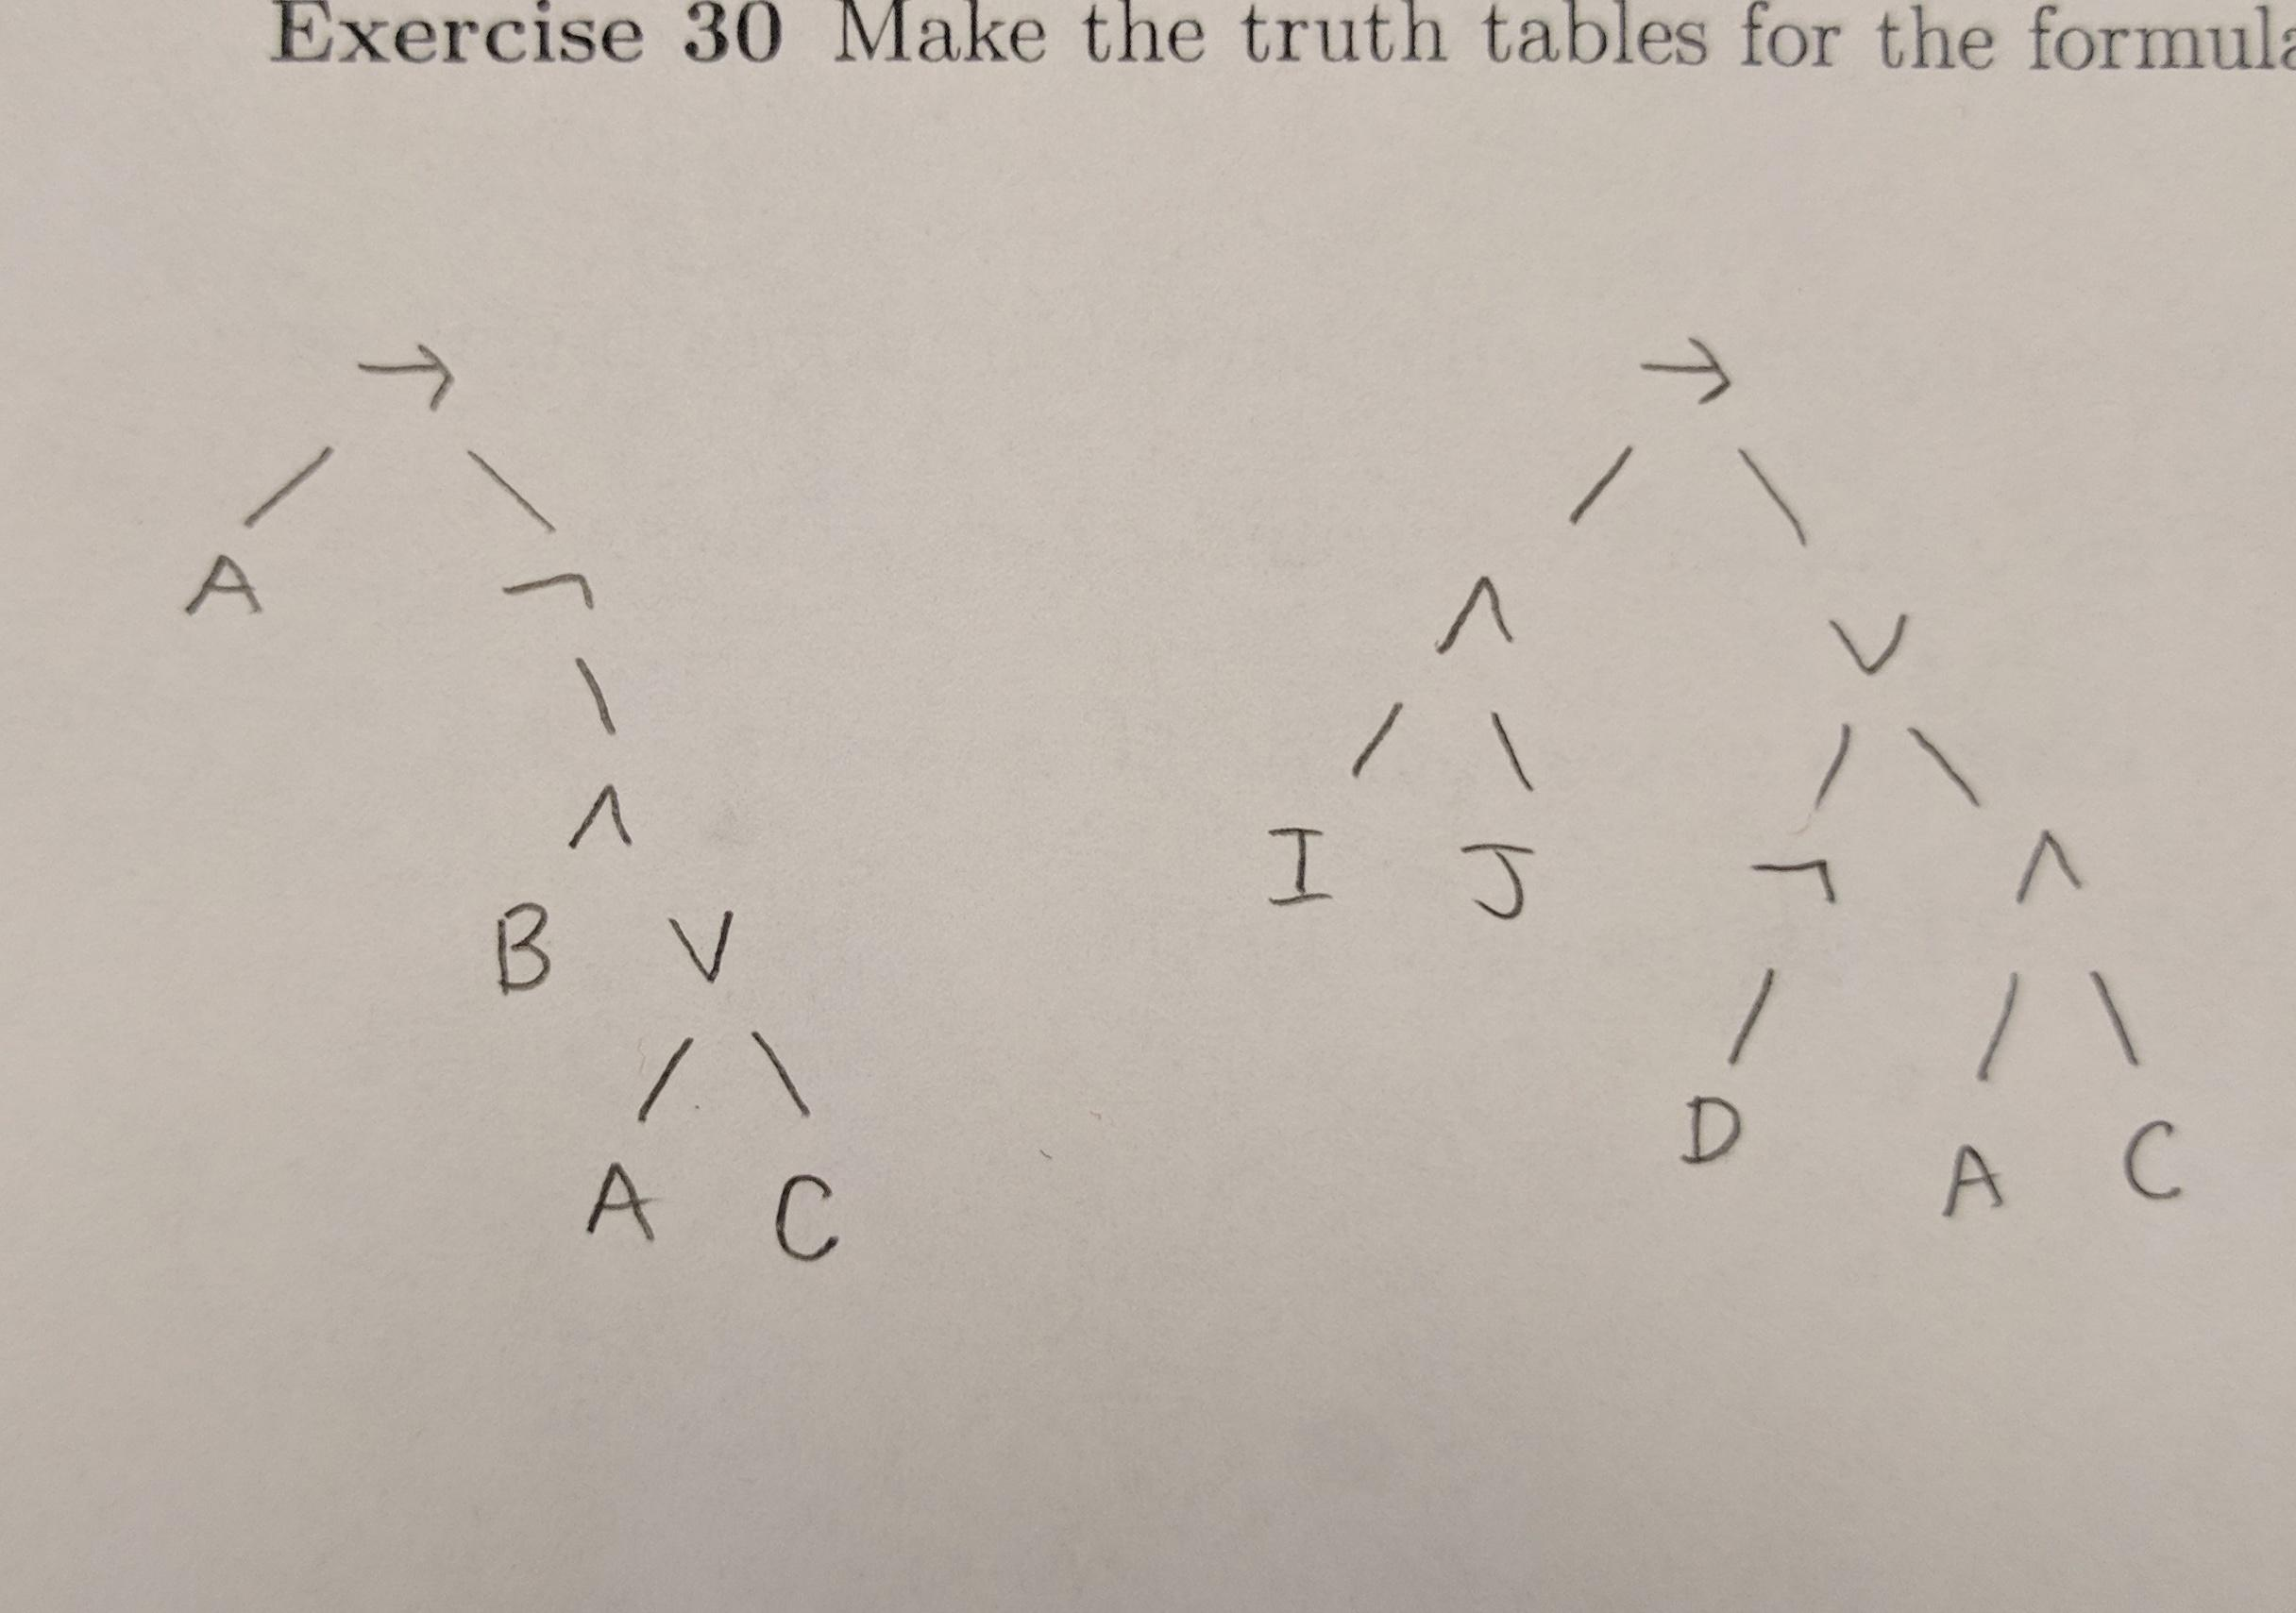 Exercise 30 Make the truth tables for the formula
→ →
A ¬ ∧ ∨
∧ I J ¬ ∧
B ∨ D A C
A C